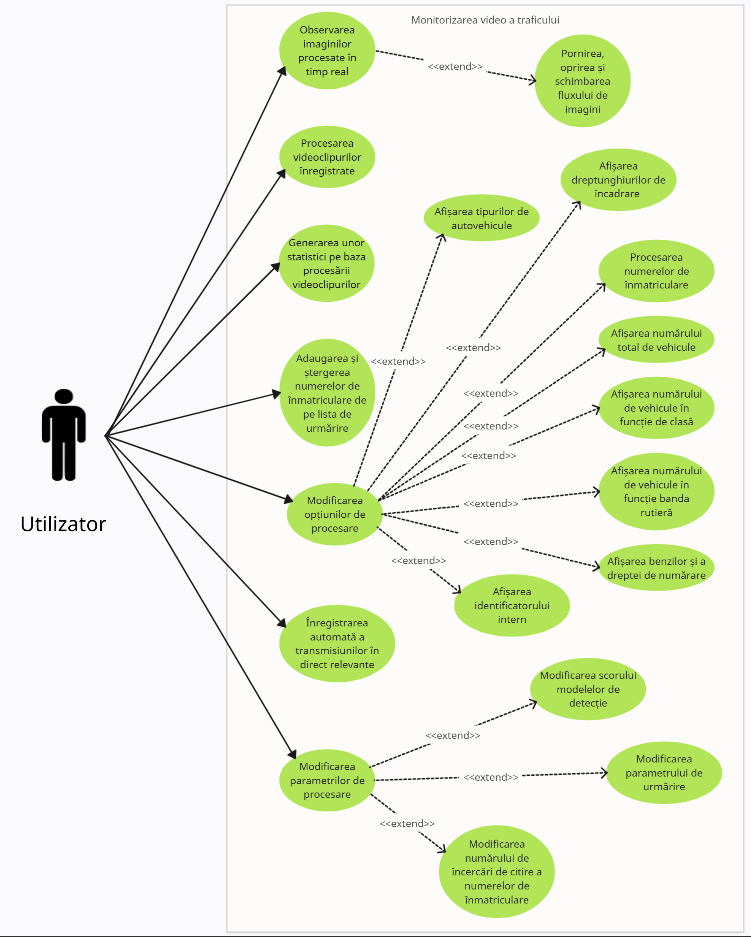 Monitorizarea video a traficului
Observarea
imaginilor
procesate în
timp real
<<extend>>
Pornirea,
oprirea și
schimbarea
fluxului de
imagini
Procesarea
videoclipurilor
înregistrate
Afișarea
dreptunghiurilor de
încadrare
Afișarea tipurilor de
autovehicule
Generarea unor
statistici pe baza
procesării
videoclipurilor
Procesarea
numerelor de
înmatriculare
Afișarea numărului
total de vehicule
Adaugarea și
ștergerea
numerelor de
înmatriculare de
pe lista de
urmărire
<<extend>>
<<extend>>
<<extend>>
<<extend>>
<<extend>>
Afișarea numărului
de vehicule în
funcție de clasă
Utilizator
Modificarea
opțiunilor de
procesare
<<extend>>
<<extend>>
<<extend>>
Afișarea numărului
de vehicule în
funcție banda
rutieră
Afișarea benzilor și a
dreptei de numărare
Afișarea
identificatorului
intern
Înregistrarea
automată a
transmisiunilor în
direct relevante
Modificarea scorului
modelelor de
detecție
<<extend>>
Modificarea
parametrilor de
procesare
<<extend>>
Modificarea
parametrului de
urmărire
<<extend>>
Modificarea
numărului de
încercări de citire a
numerelor de
înmatriculare